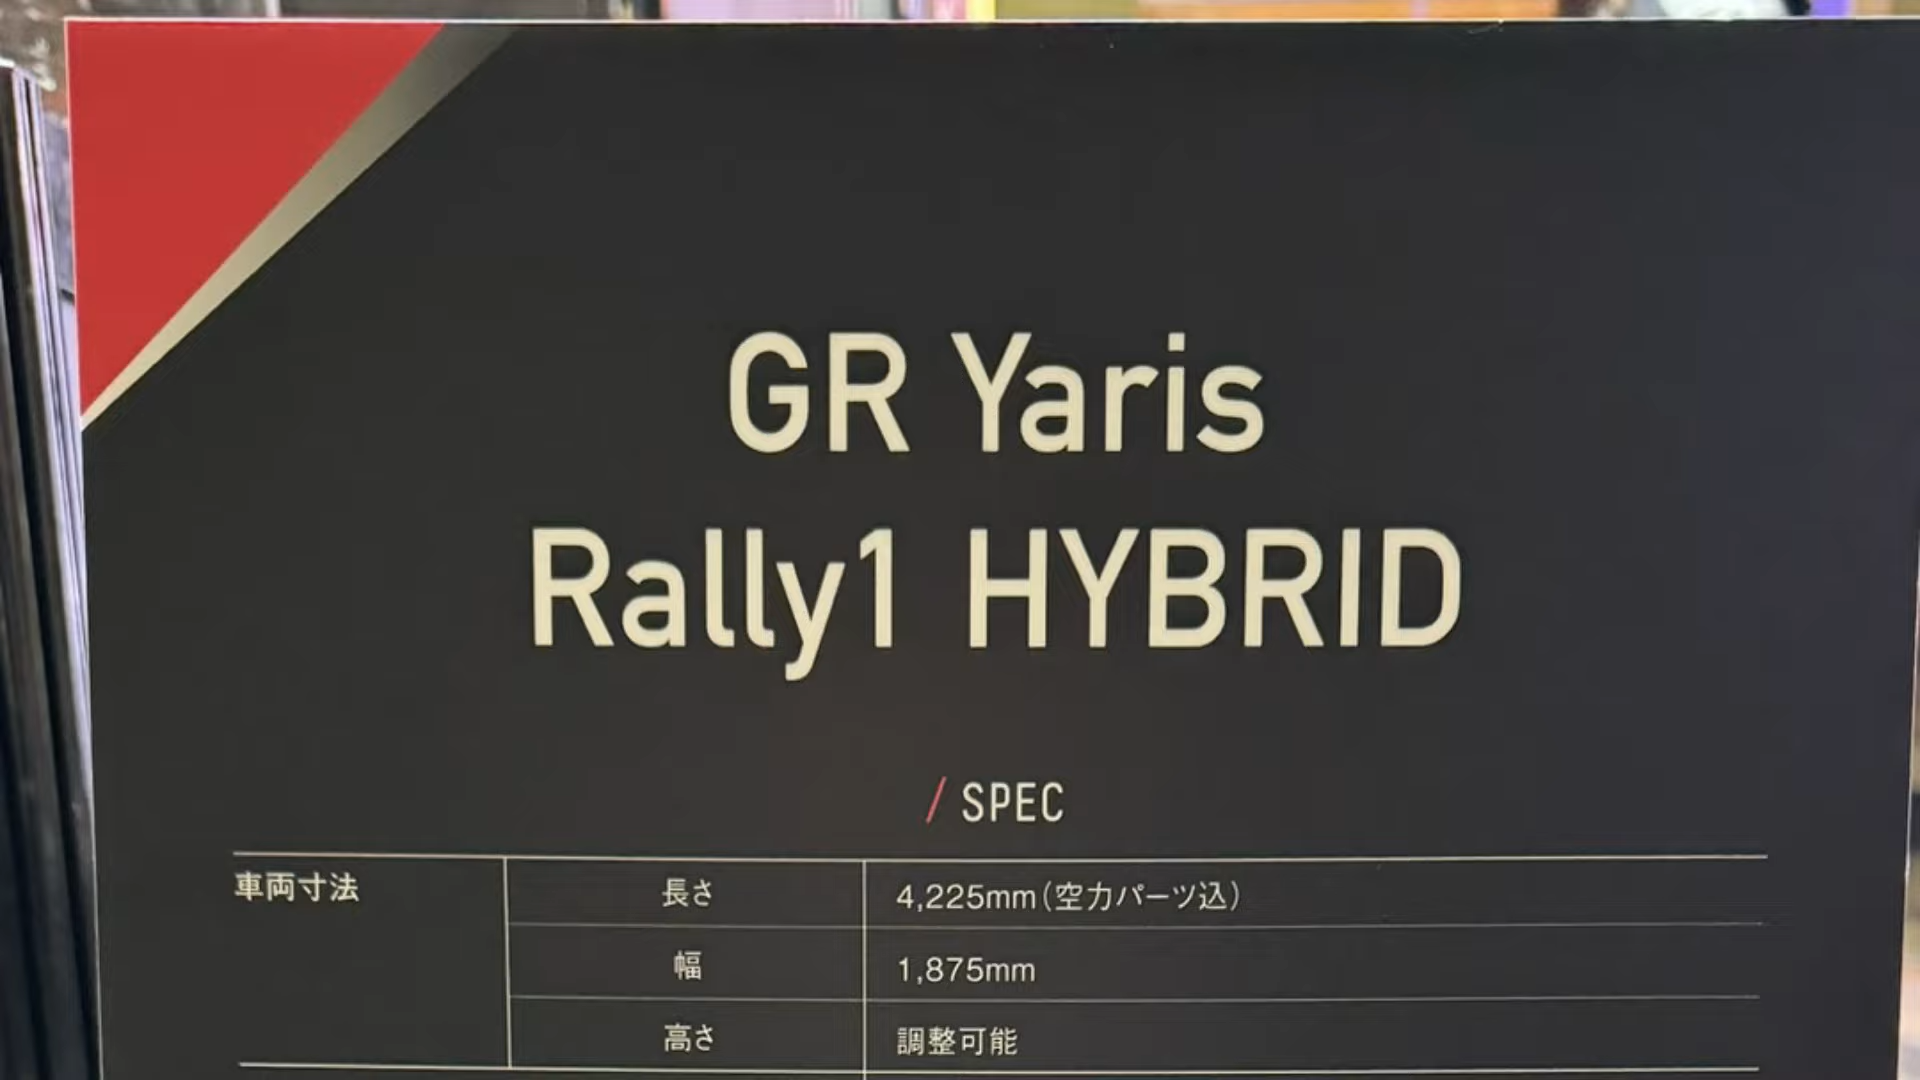 GR Yaris
Rally1 HYBRID
/ SPEC
車両寸法 長さ 4,225mm(空力パーツ込)
幅 1,875mm
高さ 調整可能